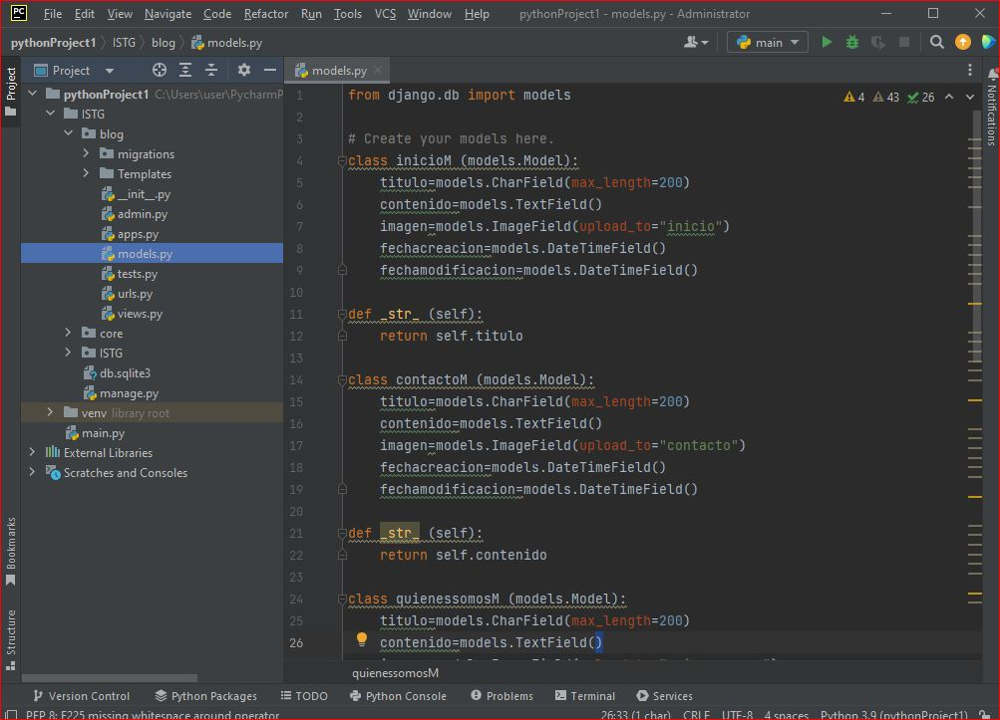 PC File Edit View Navigate Code Refactor Run Tools VCS Window Help pythonProject1 - models.py - Administrator
pythonProject1 ISTG blog models.py main
Project
Project
models.py
Notifications
pythonProject1 C:\Users\user\PycharmP
ISTG
blog
migrations
Templates
__init__.py
admin.py
apps.py
models.py
tests.py
urls.py
views.py
core
ISTG
db.sqlite3
manage.py
venv library root
main.py
External Libraries
Scratches and Consoles
Bookmarks
Structure
4 43 26
1 from django.db import models
2
3 # Create your models here.
4 class inicioM (models.Model):
5 titulo=models.CharField(max_length=200)
6 contenido=models.TextField()
7 imagen=models.ImageField(upload_to="inicio")
8 fechacreacion=models.DateTimeField()
9 fechamodificacion=models.DateTimeField()
10
11 def _str_ (self):
12 return self.titulo
13
14 class contactoM (models.Model):
15 titulo=models.CharField(max_length=200)
16 contenido=models.TextField()
17 imagen=models.ImageField(upload_to="contacto")
18 fechacreacion=models.DateTimeField()
19 fechamodificacion=models.DateTimeField()
20
21 def _str_ (self):
22 return self.contenido
23
24 class quienessomosM (models.Model):
25 titulo=models.CharField(max_length=200)
26 contenido=models.TextField()
quienessomosM
Version Control Python Packages TODO Python Console Problems Terminal Services
PEP 8: E225 missing whitespace around operator 26:33 (1 char) CRLF UTF-8 4 spaces Python 3.9 (pythonProject1)